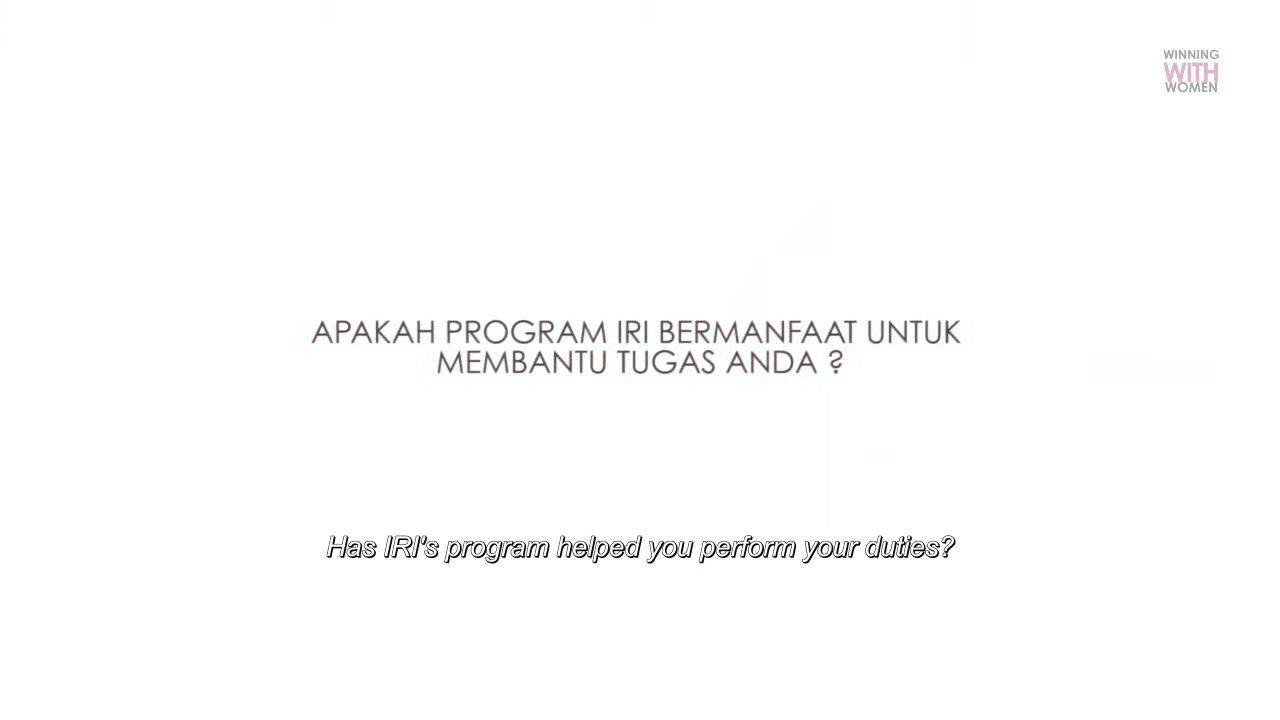 WINNING
WITH
WOMEN
APAKAH PROGRAM IRI BERMANFAAT UNTUK
MEMBANTU TUGAS ANDA ?
Has IRI's program helped you perform your duties?